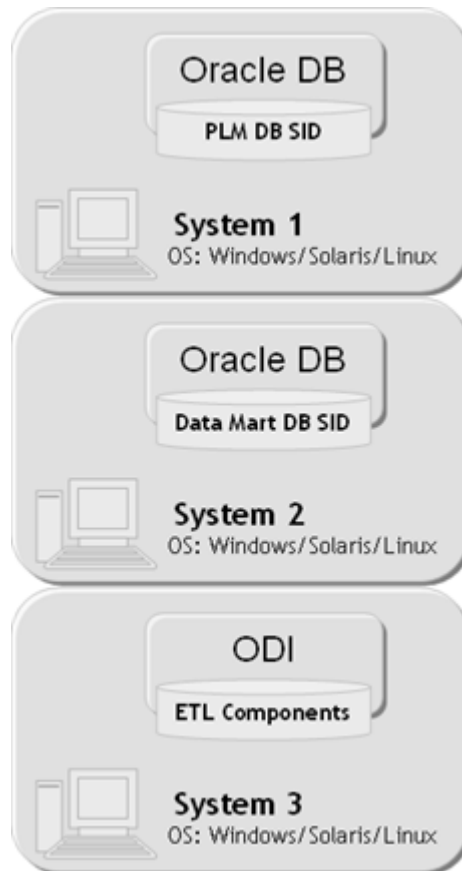 Oracle DB
PLM DB SID
System 1
OS: Windows/Solaris/Linux
Oracle DB
Data Mart DB SID
System 2
OS: Windows/Solaris/Linux
ODI
ETL Components
System 3
OS: Windows/Solaris/Linux